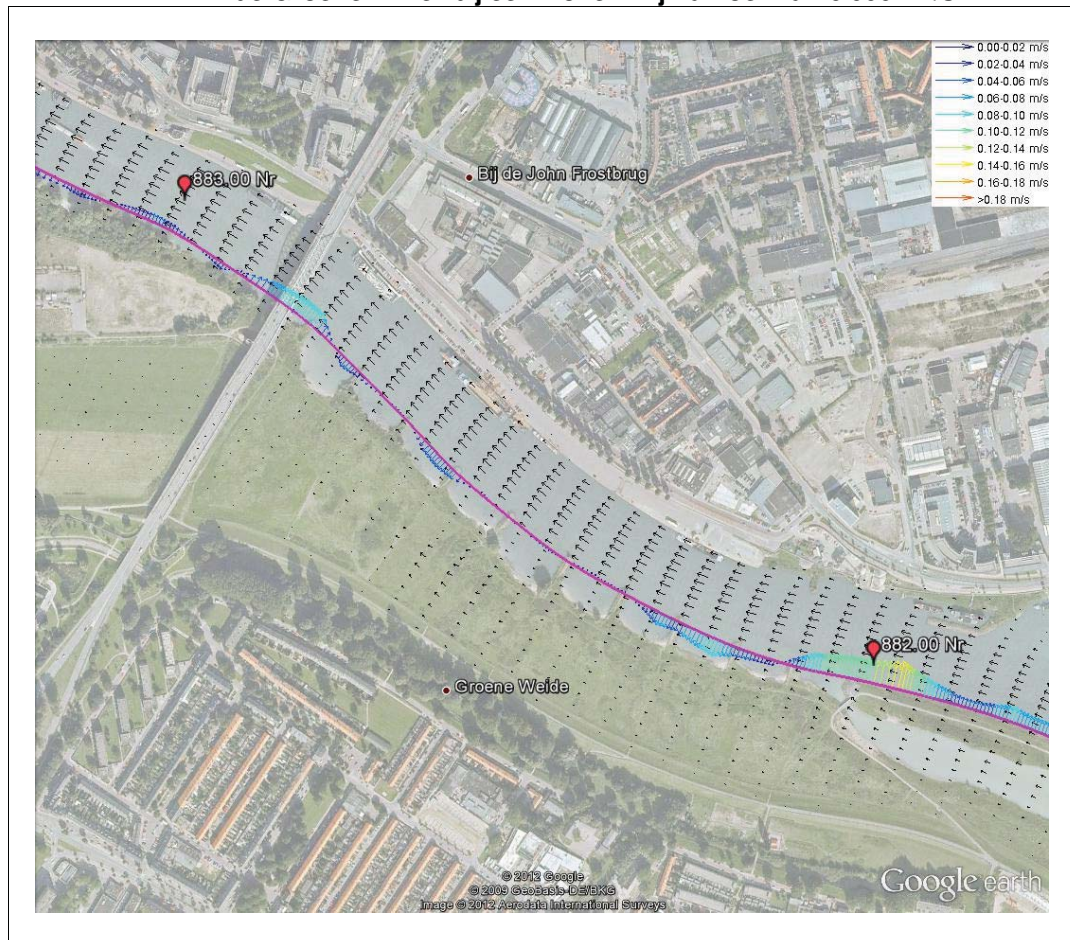 0.00-0.02 m/s
0.02-0.04 m/s
0.04-0.06 m/s
0.06-0.08 m/s
0.08-0.10 m/s
0.10-0.12 m/s
0.12-0.14 m/s
0.14-0.16 m/s
0.16-0.18 m/s
>0.18 m/s
Bij de John Frostbrug
883.00 Nr
882.00 Nr
Groene Weide
© 2012 Google
© 2009 GeoBasis-DE/BKG
Image © 2012 Aerodata International Surveys
Google earth